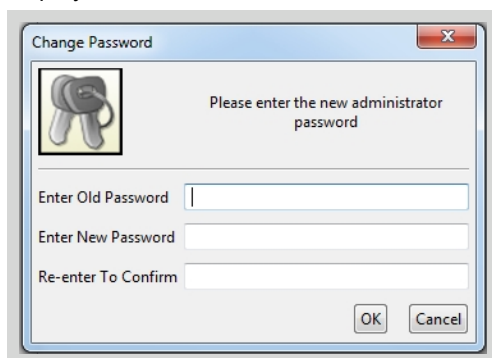 Change Password
Please enter the new administrator
password
Enter Old Password
Enter New Password
Re-enter To Confirm
OK Cancel